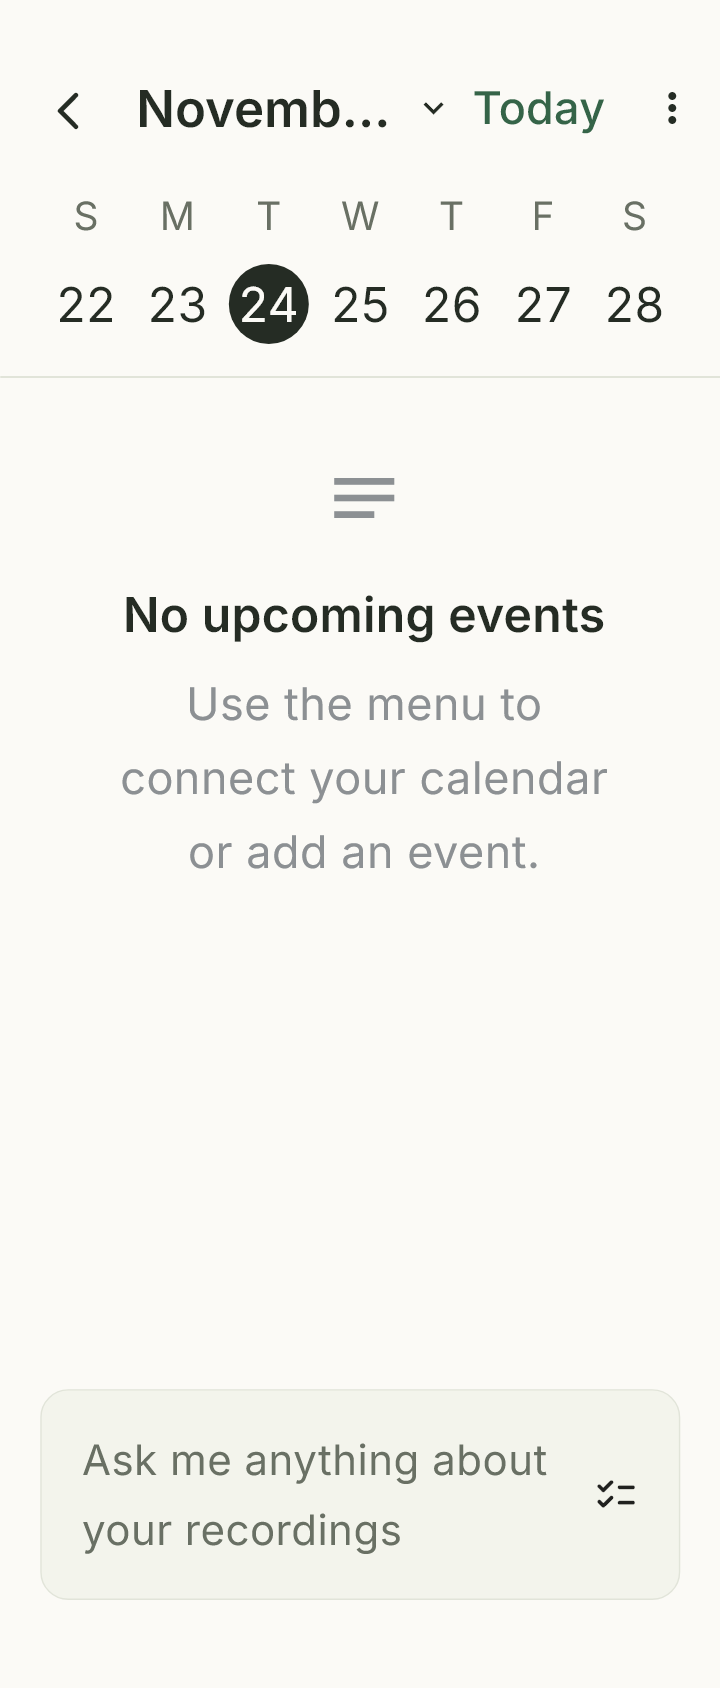 Novemb... Today
S M T W T F S
22 23 24 25 26 27 28
No upcoming events
Use the menu to
connect your calendar
or add an event.
Ask me anything about
your recordings